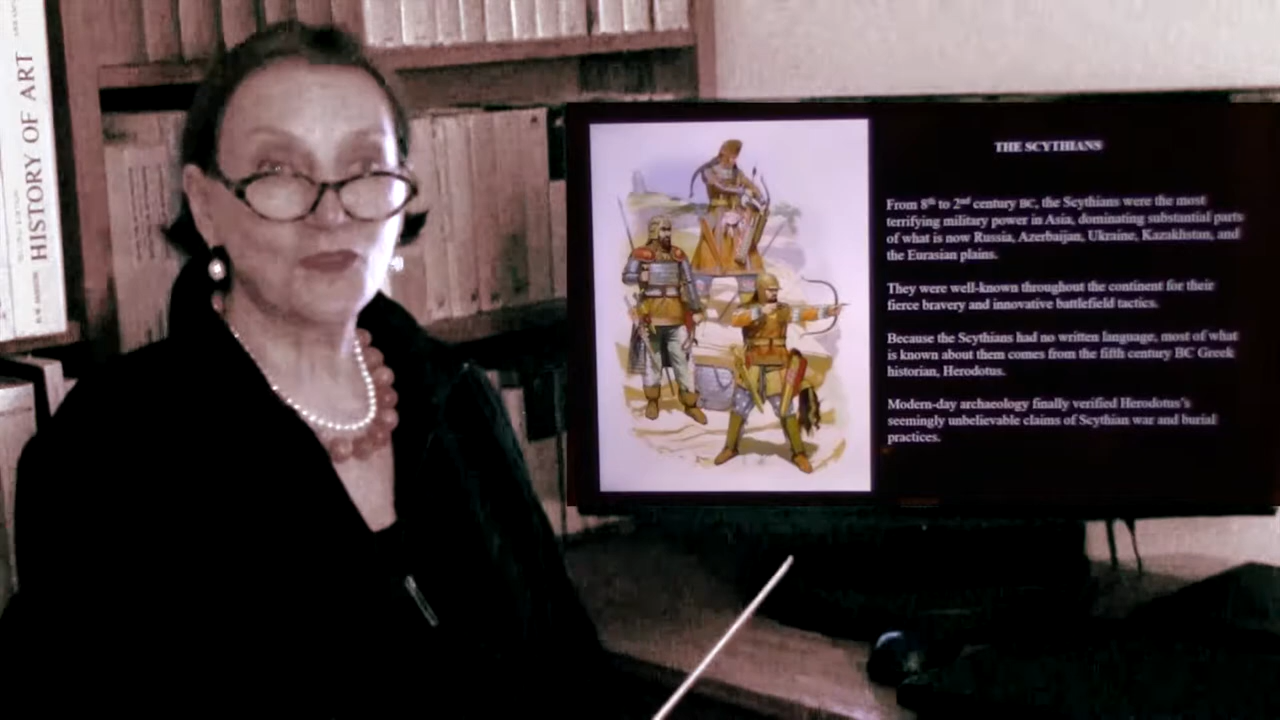 HISTORY OF ART
THE SCYTHIANS
From 8th to 2nd century BC, the Scythians were the most
terrifying military power in Asia, dominating substantial parts
of what is now Russia, Azerbaijan, Ukraine, Kazakhstan, and
the Eurasian plains.
They were well-known throughout the continent for their
fierce bravery and innovative battlefield tactics.
Because the Scythians had no written language, most of what
is known about them comes from the fifth century BC Greek
historian, Herodotus.
Modern-day archaeology finally verified Herodotus's
seemingly unbelievable claims of Scythian war and burial
practices.